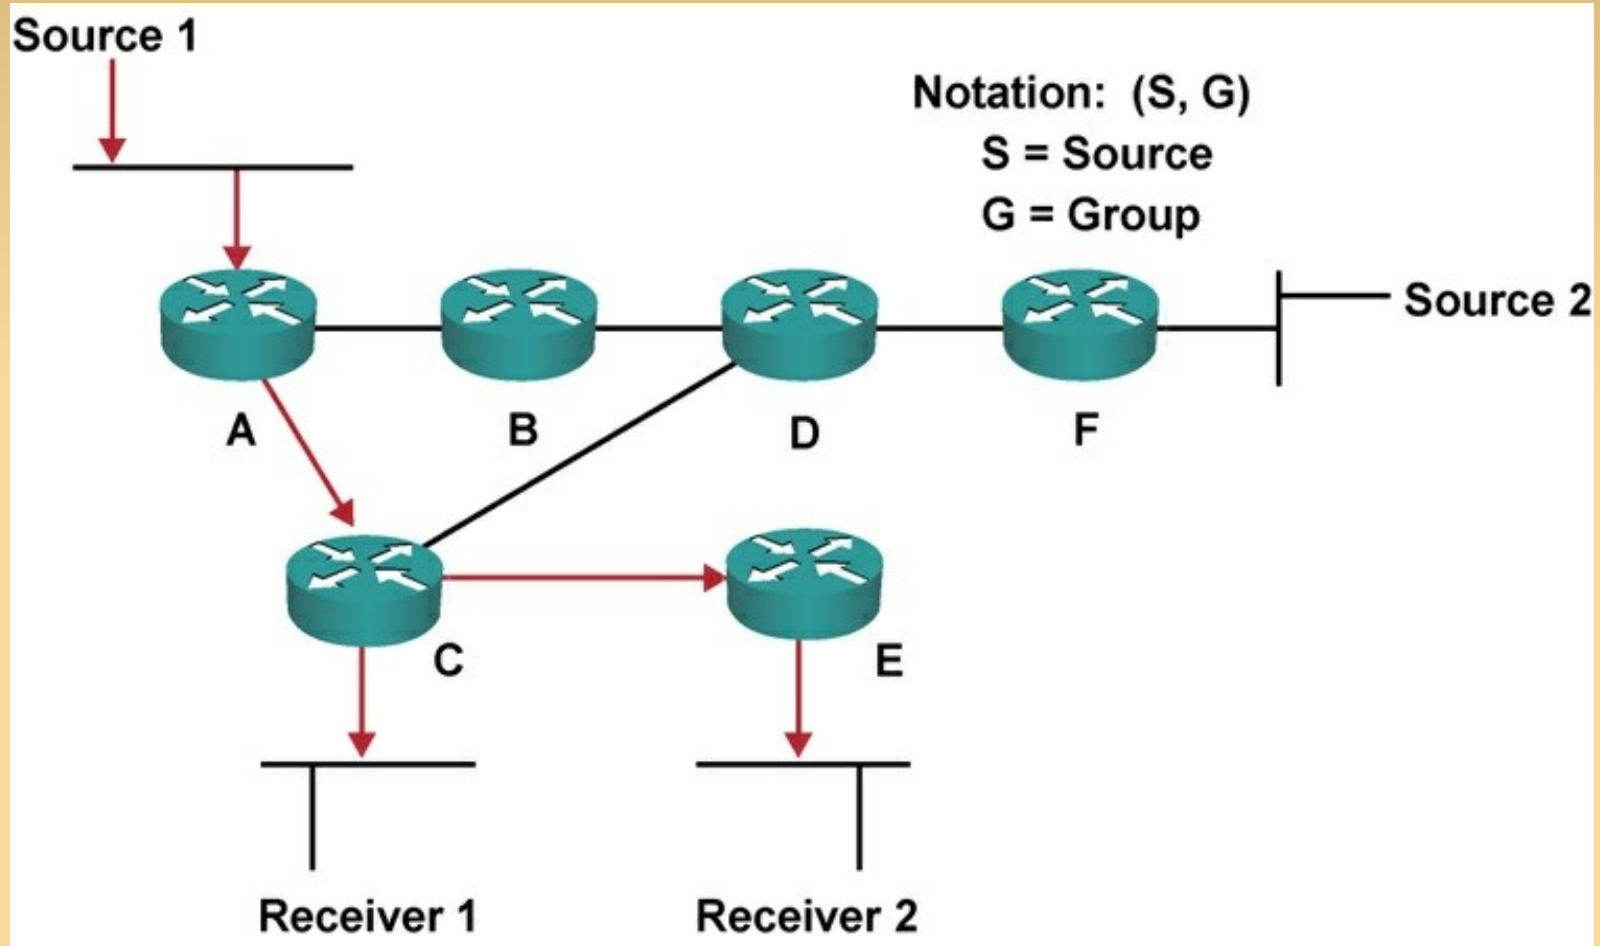 Source 1
Notation: (S, G)
S = Source
G = Group
Source 2
A
B
D
F
C
E
Receiver 1
Receiver 2